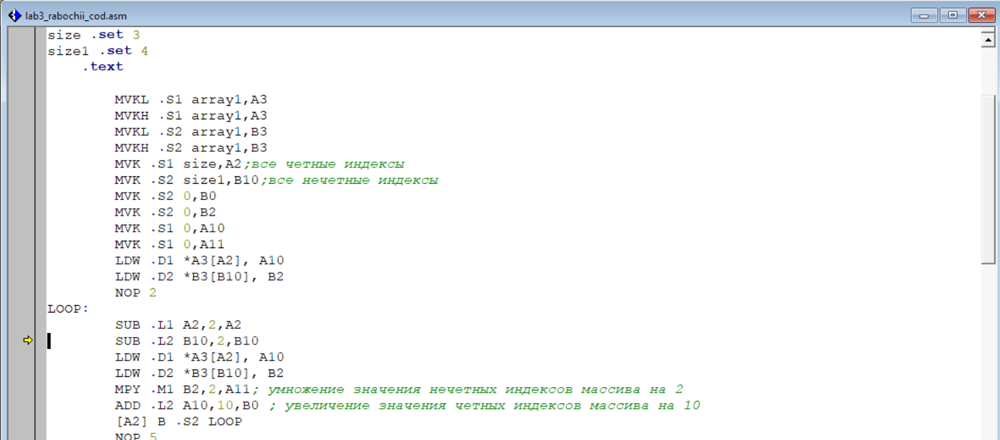 lab3_rabochii_cod.asm
size .set 3
size1 .set 4
.text
MVKL .S1 array1,A3
MVKH .S1 array1,A3
MVKL .S2 array1,B3
MVKH .S2 array1,B3
MVK .S1 size,A2;все четные индексы
MVK .S2 size1,B10;все нечетные индексы
MVK .S2 0,B0
MVK .S2 0,B2
MVK .S1 0,A10
MVK .S1 0,A11
LDW .D1 *A3[A2], A10
LDW .D2 *B3[B10], B2
NOP 2
LOOP:
SUB .L1 A2,2,A2
SUB .L2 B10,2,B10
LDW .D1 *A3[A2], A10
LDW .D2 *B3[B10], B2
MPY .M1 B2,2,A11; умножение значения нечетных индексов массива на 2
ADD .L2 A10,10,B0 ; увеличение значения четных индексов массива на 10
[A2] B .S2 LOOP
NOP 5